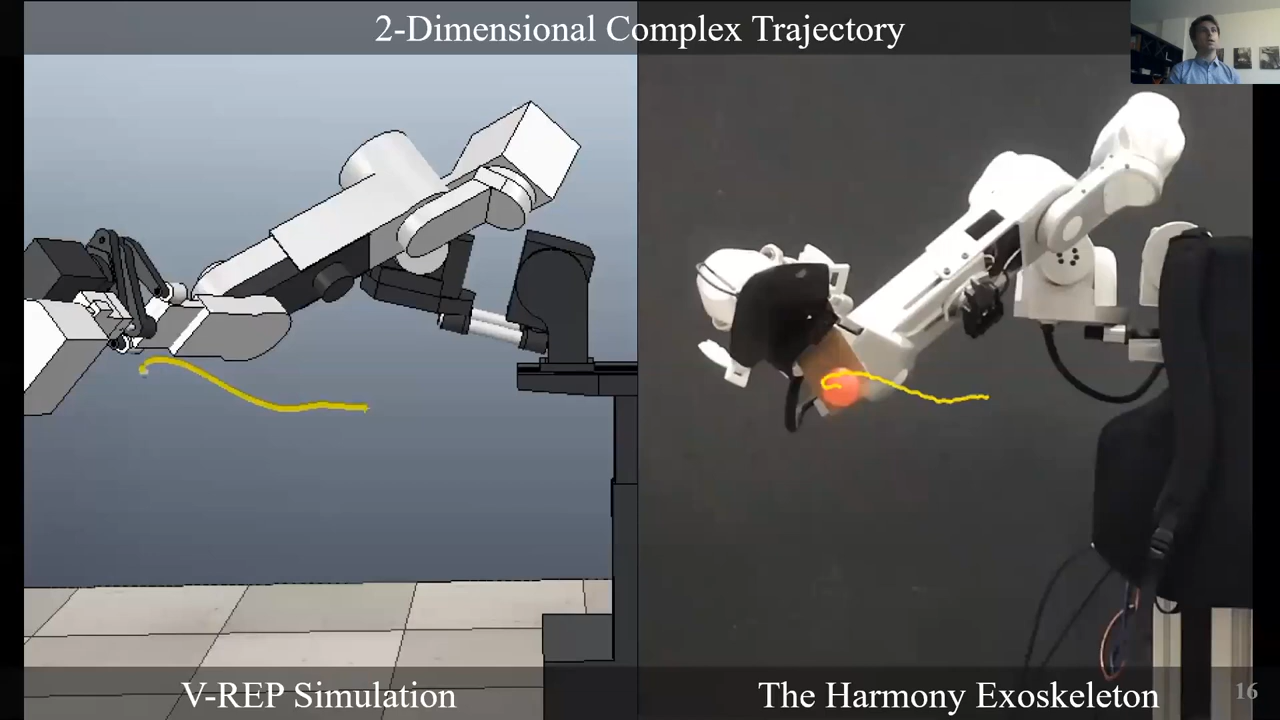 2-Dimensional Complex Trajectory
V-REP Simulation
The Harmony Exoskeleton
16